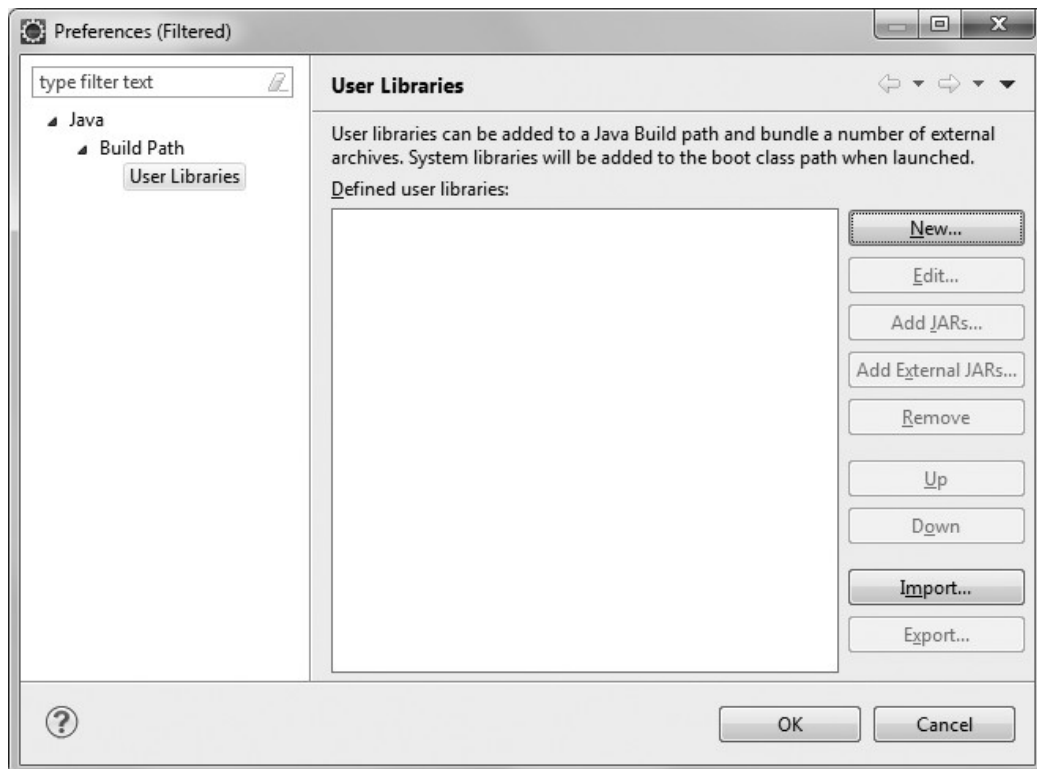 Preferences (Filtered)
type filter text
Java
Build Path
User Libraries
User Libraries
User libraries can be added to a Java Build path and bundle a number of external
archives. System libraries will be added to the boot class path when launched.
Defined user libraries:
New...
Edit...
Add JARs...
Add External JARs...
Remove
Up
Down
Import...
Export...
OK
Cancel